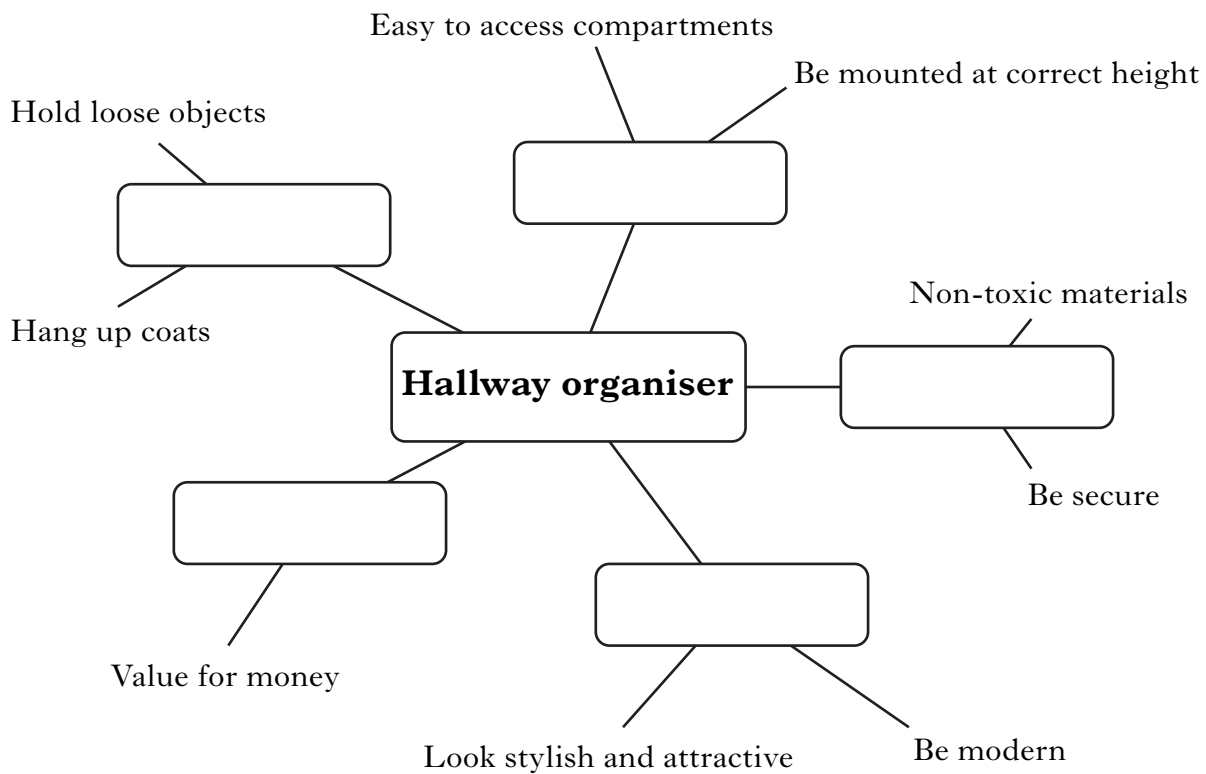 Easy to access compartments
Be mounted at correct height
Hold loose objects
Non-toxic materials
Hang up coats
Hallway organiser
Be secure
Value for money
Look stylish and attractive
Be modern